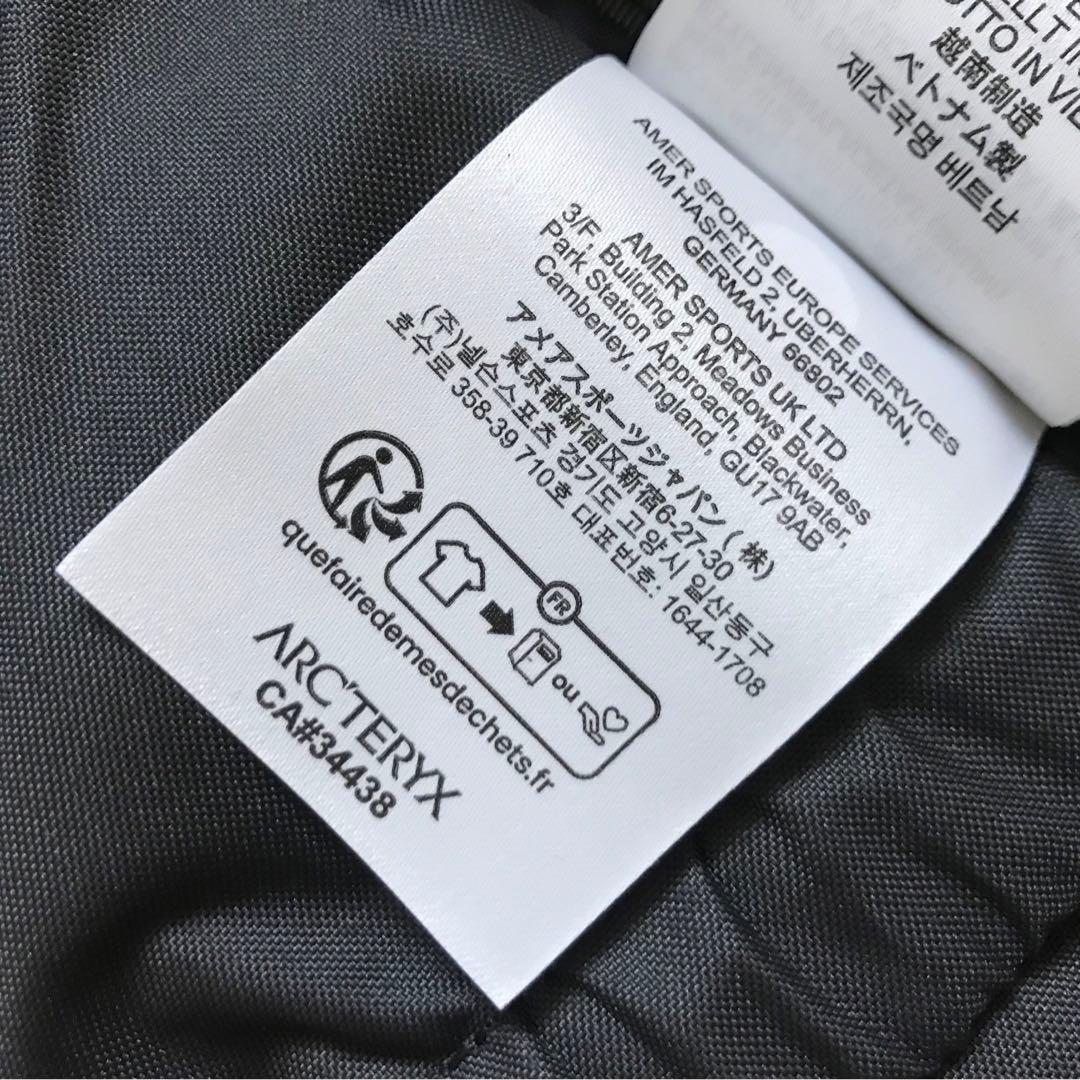 LLT IN
OTTO IN VIE
越南制造
ベトナム製
제조국명 베트남
AMER SPORTS EUROPE SERVICES
IM HASFELD 2, UBERHERRN,
GERMANY 66802
AMER SPORTS UK LTD
3/F, Building 2, Meadows Business
Park Station Approach, Blackwater,
Camberley, England, GU17 9AB
アメアスポーツジャパン(株)
東京都新宿区新宿6-27-30
(주)넬슨스포츠 경기도 고양시 일산동구
호수로 358-39 710호 대표번호: 1644-1708
FR
ou
quefairedemesdechets.fr
ARC'TERYX
CA#34438